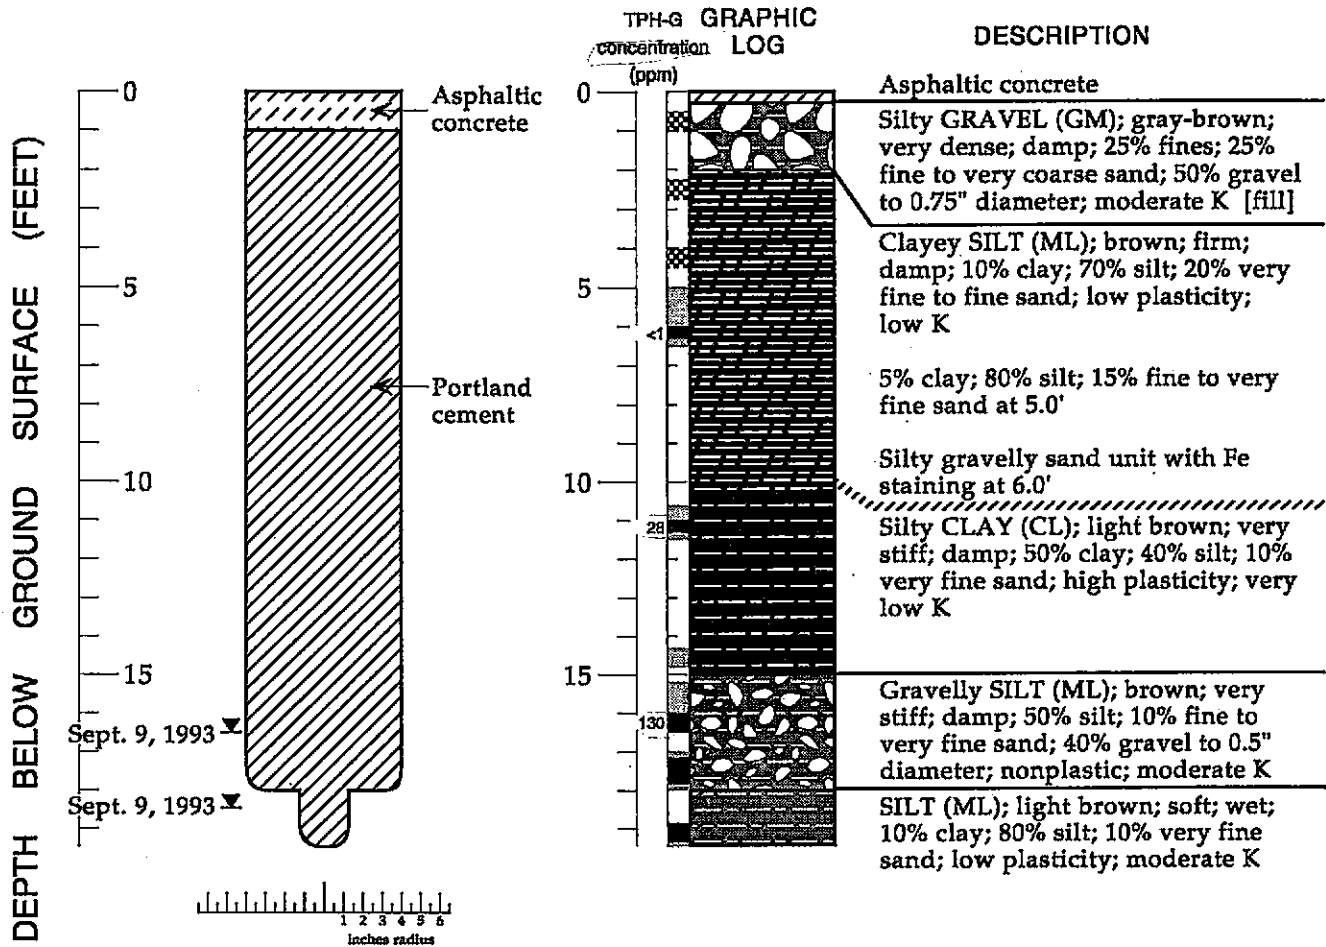 TPH-G
concentration
(ppm)
GRAPHIC
LOG
DESCRIPTION
DEPTH BELOW GROUND SURFACE (FEET)
0
5
10
15
Asphaltic
concrete
Portland
cement
Sept. 9, 1993
Sept. 9, 1993
1 2 3 4 5 6
inches radius
0
5
10
15
<1
28
130
Asphaltic concrete
Silty GRAVEL (GM); gray-brown;
very dense; damp; 25% fines; 25%
fine to very coarse sand; 50% gravel
to 0.75" diameter; moderate K [fill]
Clayey SILT (ML); brown; firm;
damp; 10% clay; 70% silt; 20% very
fine to fine sand; low plasticity;
low K
5% clay; 80% silt; 15% fine to very
fine sand at 5.0'
Silty gravelly sand unit with Fe
staining at 6.0'
Silty CLAY (CL); light brown; very
stiff; damp; 50% clay; 40% silt; 10%
very fine sand; high plasticity; very
low K
Gravelly SILT (ML); brown; very
stiff; damp; 50% silt; 10% fine to
very fine sand; 40% gravel to 0.5"
diameter; nonplastic; moderate K
SILT (ML); light brown; soft; wet;
10% clay; 80% silt; 10% very fine
sand; low plasticity; moderate K